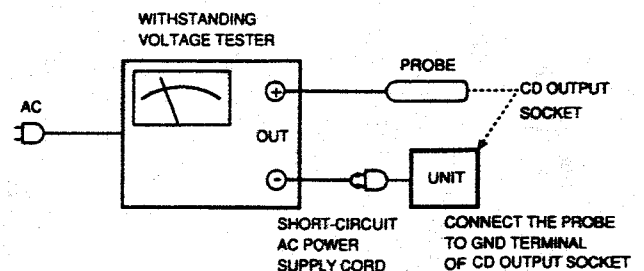 WITHSTANDING
VOLTAGE TESTER
PROBE
CD OUTPUT
SOCKET
AC
+
OUT
-
UNIT
SHORT-CIRCUIT
AC POWER
SUPPLY CORD
CONNECT THE PROBE
TO GND TERMINAL
OF CD OUTPUT SOCKET